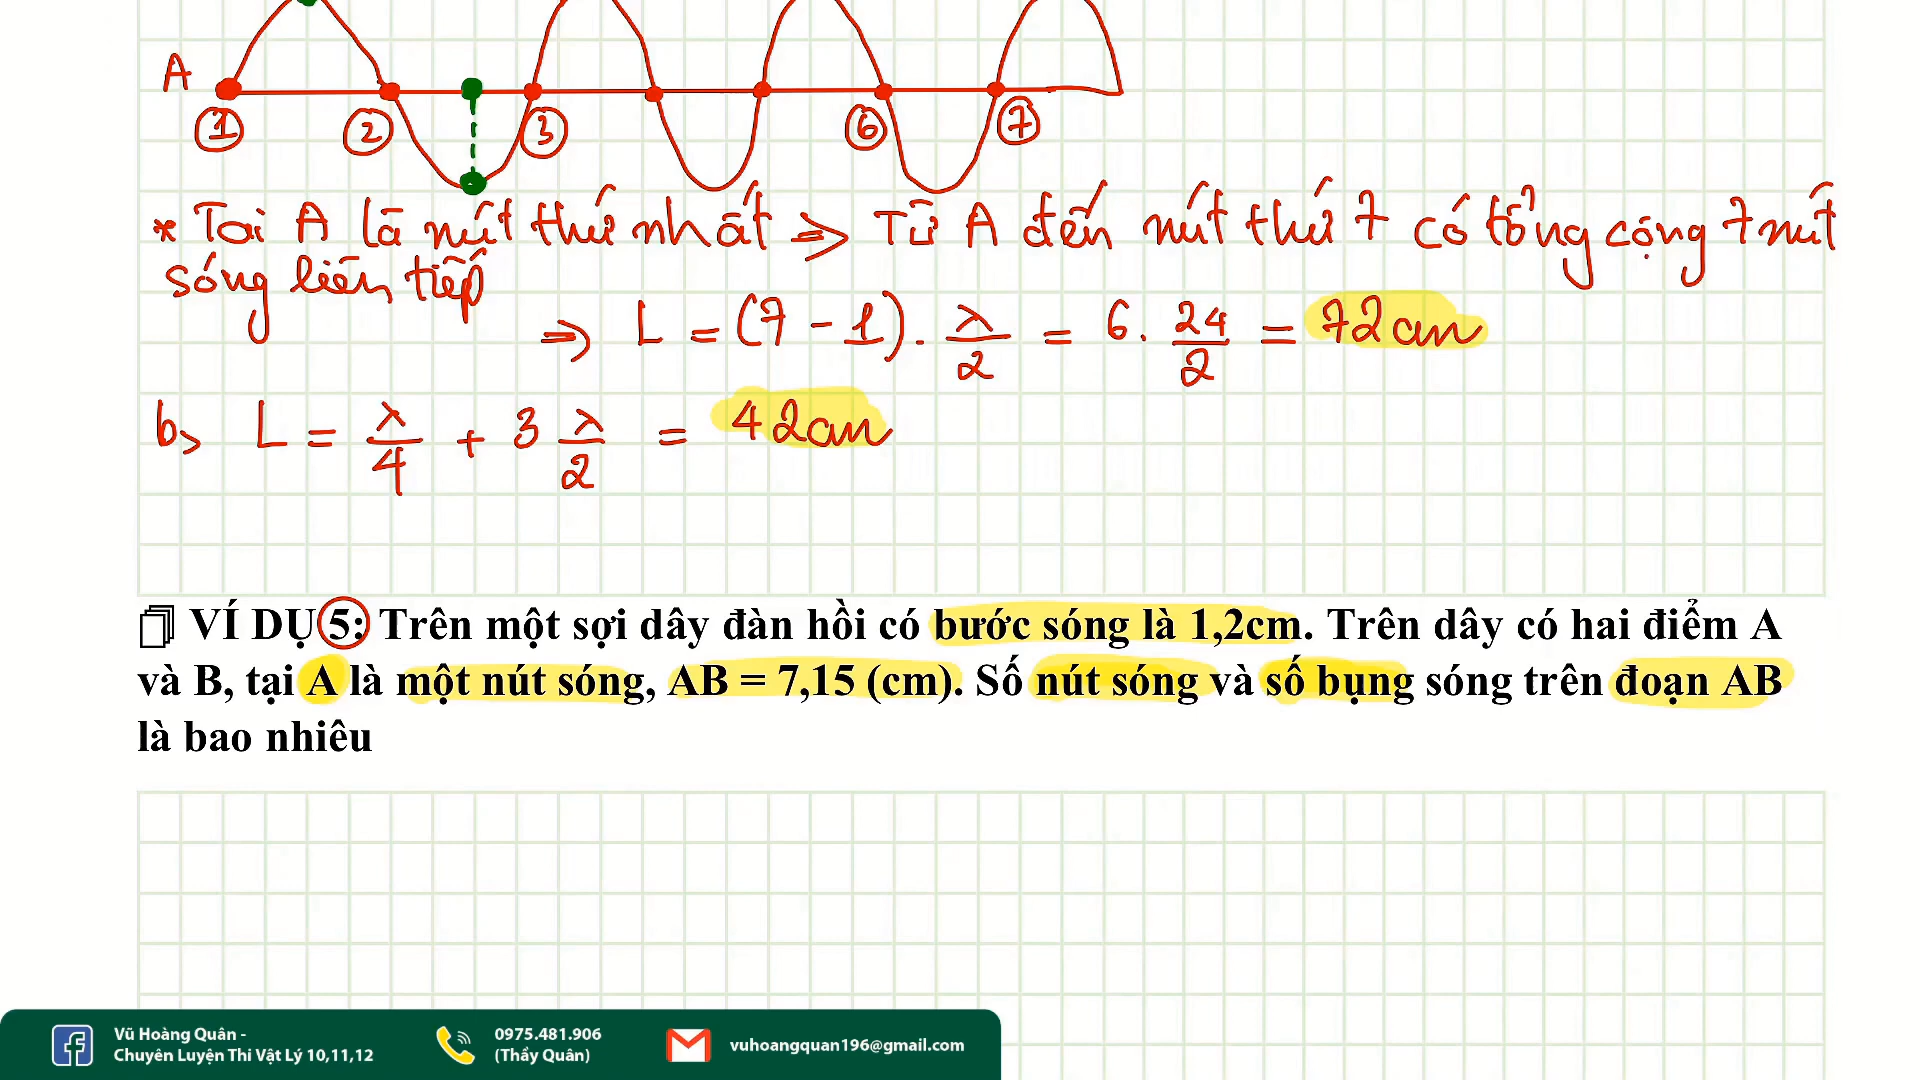 A
1 2 3 6 7
* Tại A là nút thứ nhất => Từ A đến nút thứ 7 có tổng cộng 7 nút
sóng liên tiếp
=> L = (7 - 1) . λ/2 = 6 . 24/2 = 72cm
b> L = λ/4 + 3 λ/2 = 42cm
VÍ DỤ 5: Trên một sợi dây đàn hồi có bước sóng là 1,2cm. Trên dây có hai điểm A
và B, tại A là một nút sóng, AB = 7,15 (cm). Số nút sóng và số bụng sóng trên đoạn AB
là bao nhiêu
Vũ Hoàng Quân -
Chuyên Luyện Thi Vật Lý 10,11,12
0975.481.906
(Thầy Quân)
vuhoangquan196@gmail.com